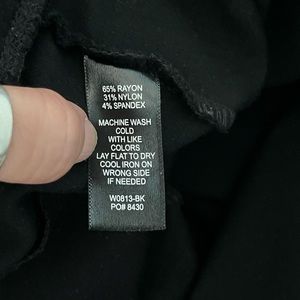 65% RAYON
31% NYLON
4% SPANDEX
MACHINE WASH
COLD
WITH LIKE
COLORS
LAY FLAT TO DRY
COOL IRON ON
WRONG SIDE
IF NEEDED
W0813-BK
PO# 8430